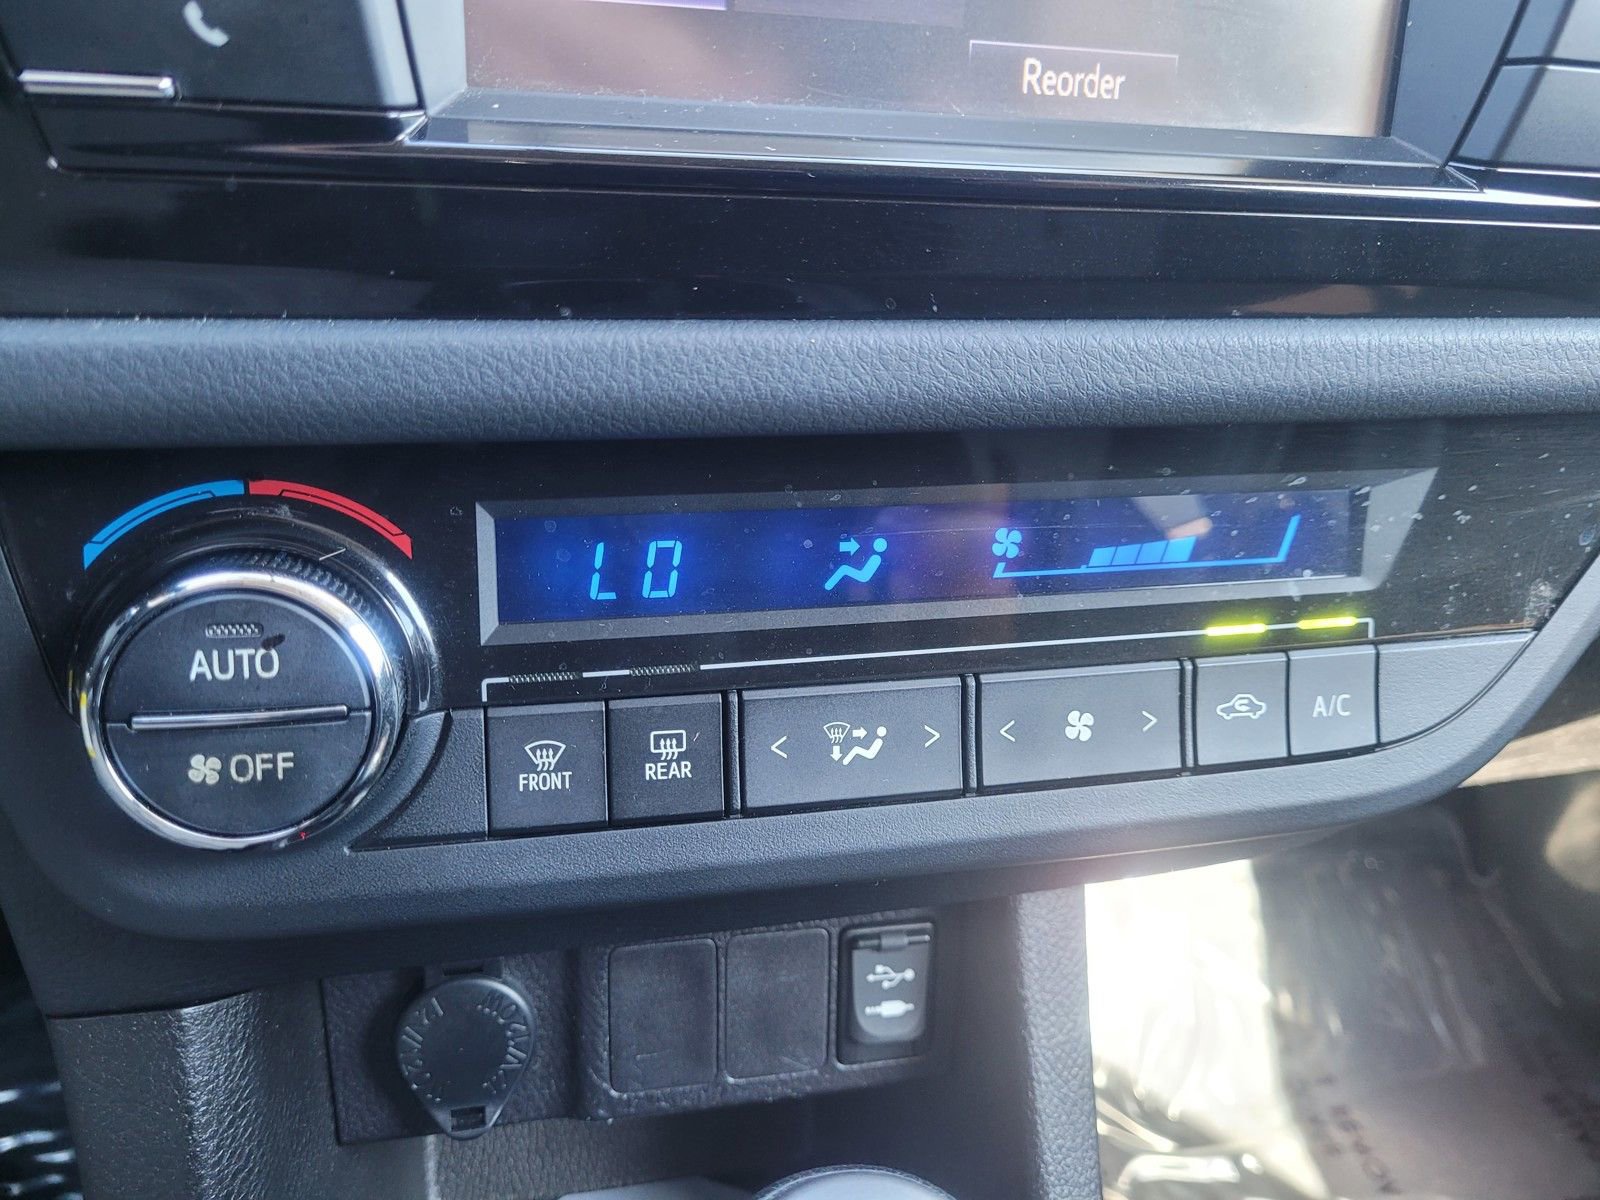 Reorder
LO
AUTO
OFF
FRONT
REAR
< >
< >
A/C